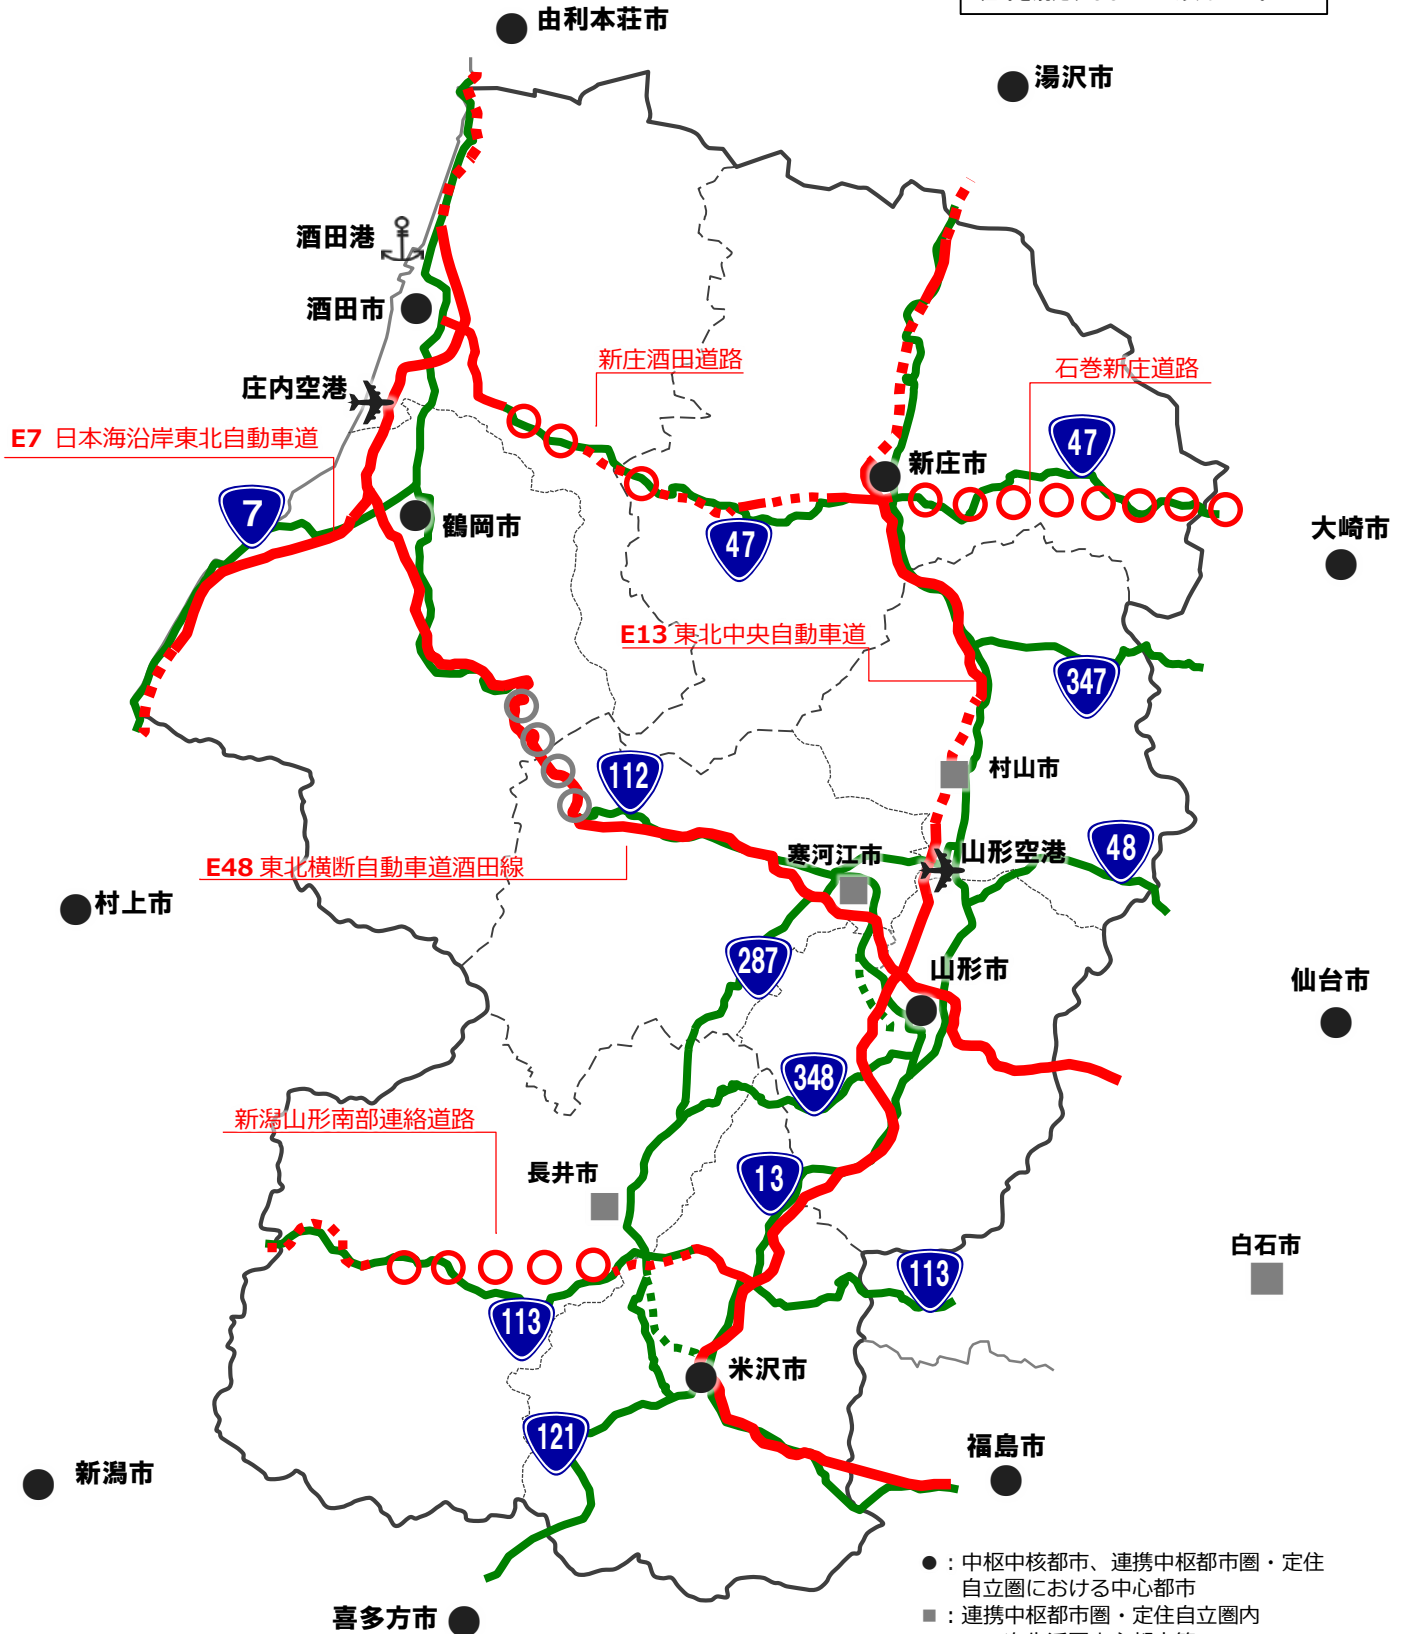 由利本荘市
湯沢市
酒田港
酒田市
新庄酒田道路
石巻新庄道路
庄内空港
E7 日本海沿岸東北自動車道
47
新庄市
7
鶴岡市
47
大崎市
E13 東北中央自動車道
347
112
村山市
寒河江市
山形空港
48
E48 東北横断自動車道酒田線
村上市
287
山形市
仙台市
348
新潟山形南部連絡道路
長井市
13
白石市
113
113
米沢市
121
福島市
新潟市
●：中枢中核都市、連携中枢都市圏・定住
自立圏における中心都市
■：連携中枢都市圏・定住自立圏内
喜多方市